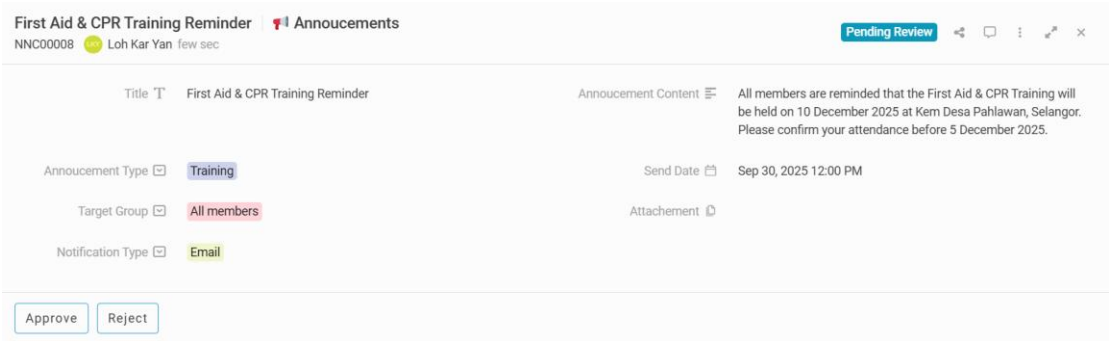 First Aid & CPR Training Reminder Annoucements
NNC00008 Loh Kar Yan few sec
Pending Review
Title First Aid & CPR Training Reminder
Annoucement Content All members are reminded that the First Aid & CPR Training will
be held on 10 December 2025 at Kem Desa Pahlawan, Selangor.
Please confirm your attendance before 5 December 2025.
Annoucement Type Training
Send Date Sep 30, 2025 12:00 PM
Target Group All members
Attachement
Notification Type Email
Approve Reject